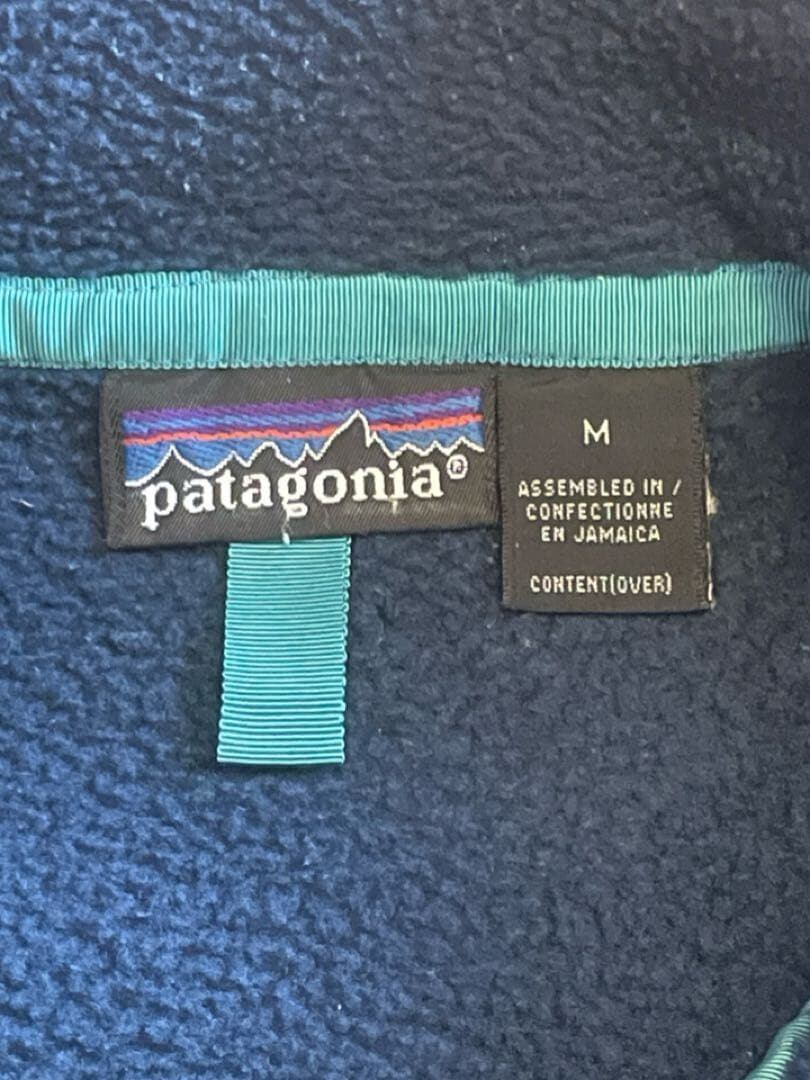 patagonia®
M
ASSEMBLED IN /
CONFECTIONNE
EN JAMAICA
CONTENT(OVER)